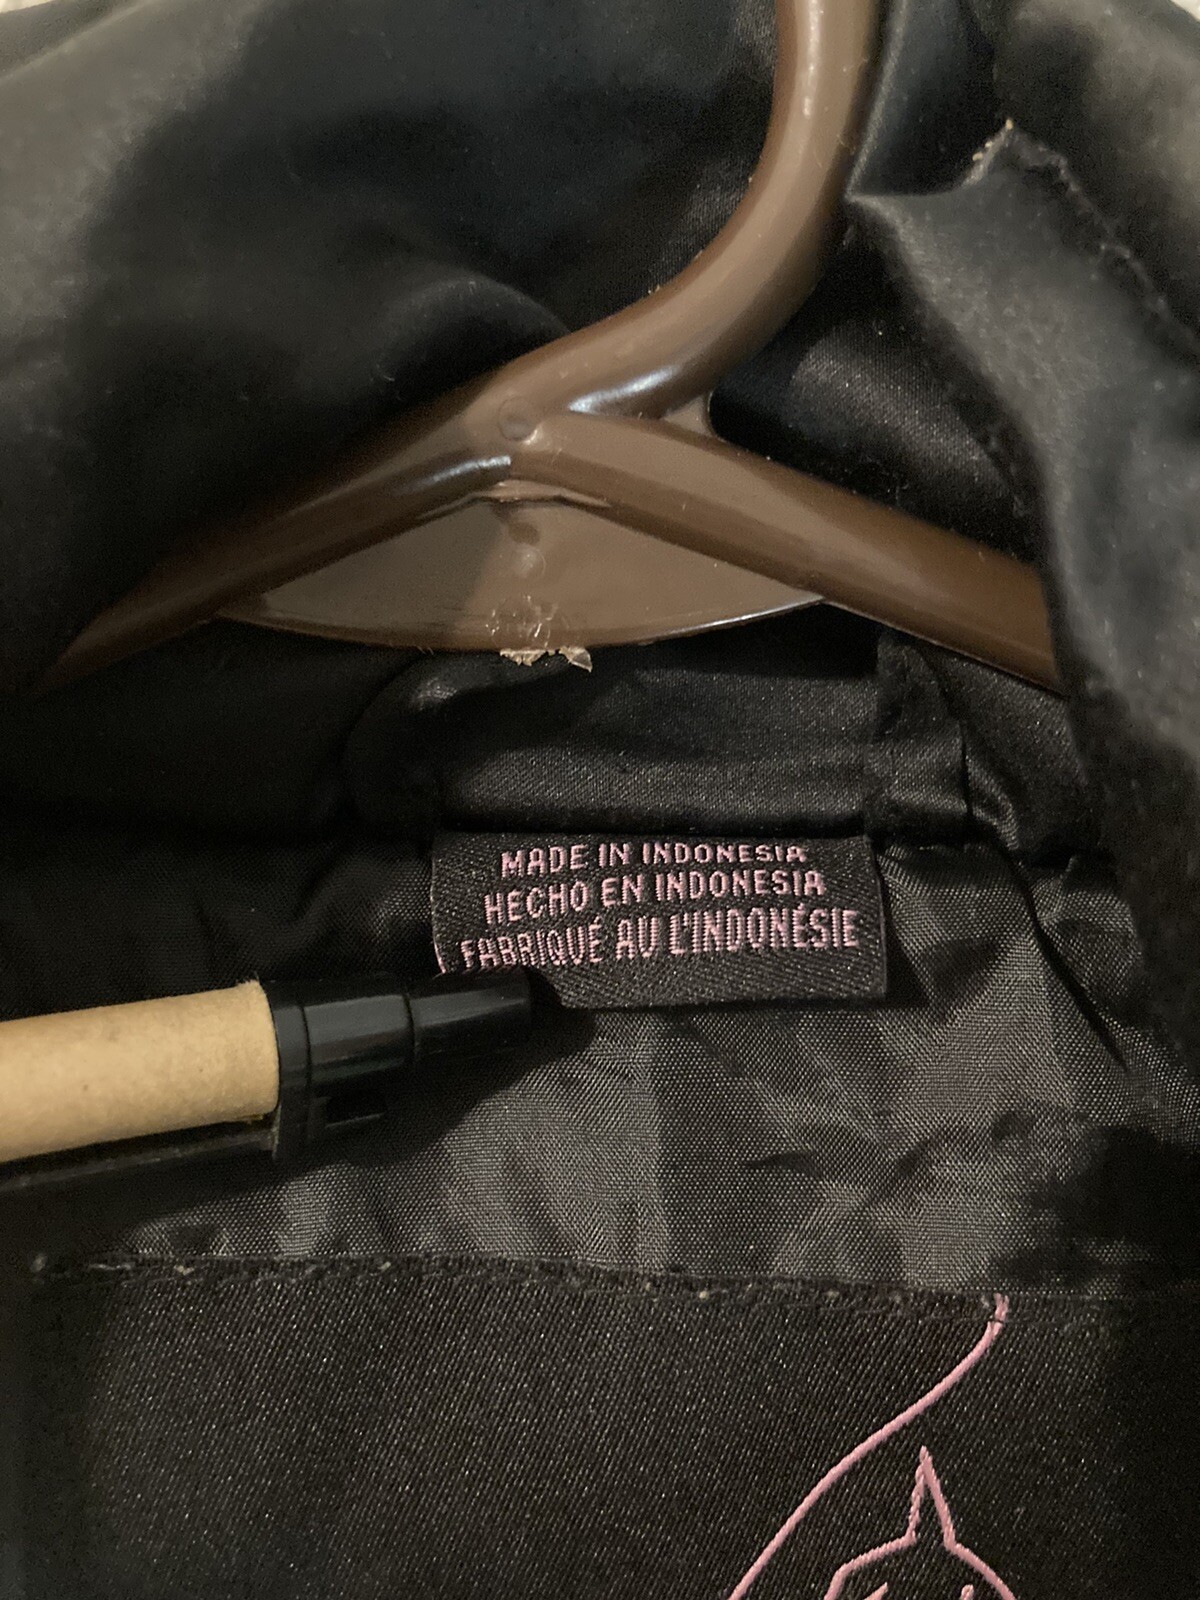 MADE IN INDONESIA
HECHO EN INDONESIA
FABRIQUÉ AU L'INDONÉSIE